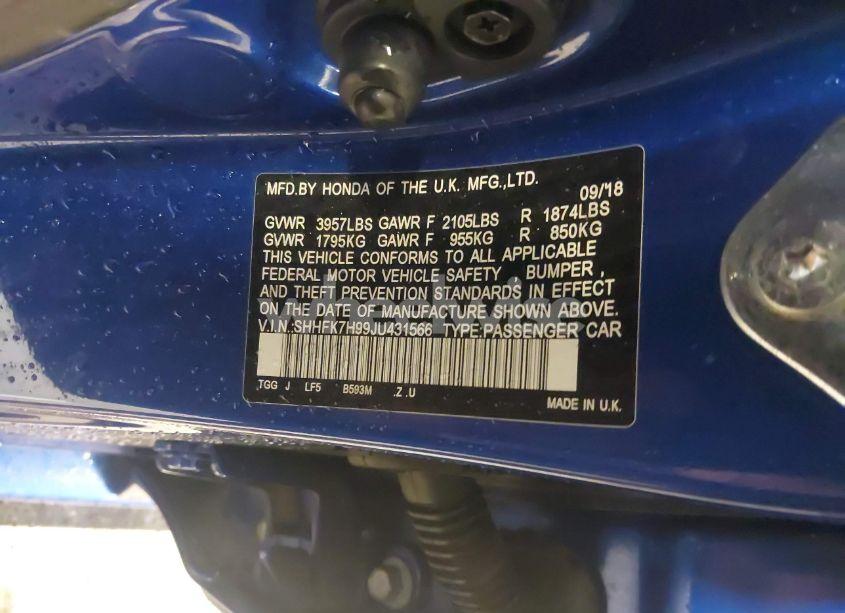 MFD.BY HONDA OF THE U.K. MFG.,LTD. 09/18
GVWR 3957LBS GAWR F 2105LBS R 1874LBS
GVWR 1795KG GAWR F 955KG R 850KG
THIS VEHICLE CONFORMS TO ALL APPLICABLE
FEDERAL MOTOR VEHICLE SAFETY , BUMPER ,
AND THEFT PREVENTION STANDARDS IN EFFECT
ON THE DATE OF MANUFACTURE SHOWN ABOVE.
V.I.N.:SHHFK7H99JU431566 TYPE:PASSENGER CAR
TGG J LF5 B593M .Z .U
MADE IN U.K.